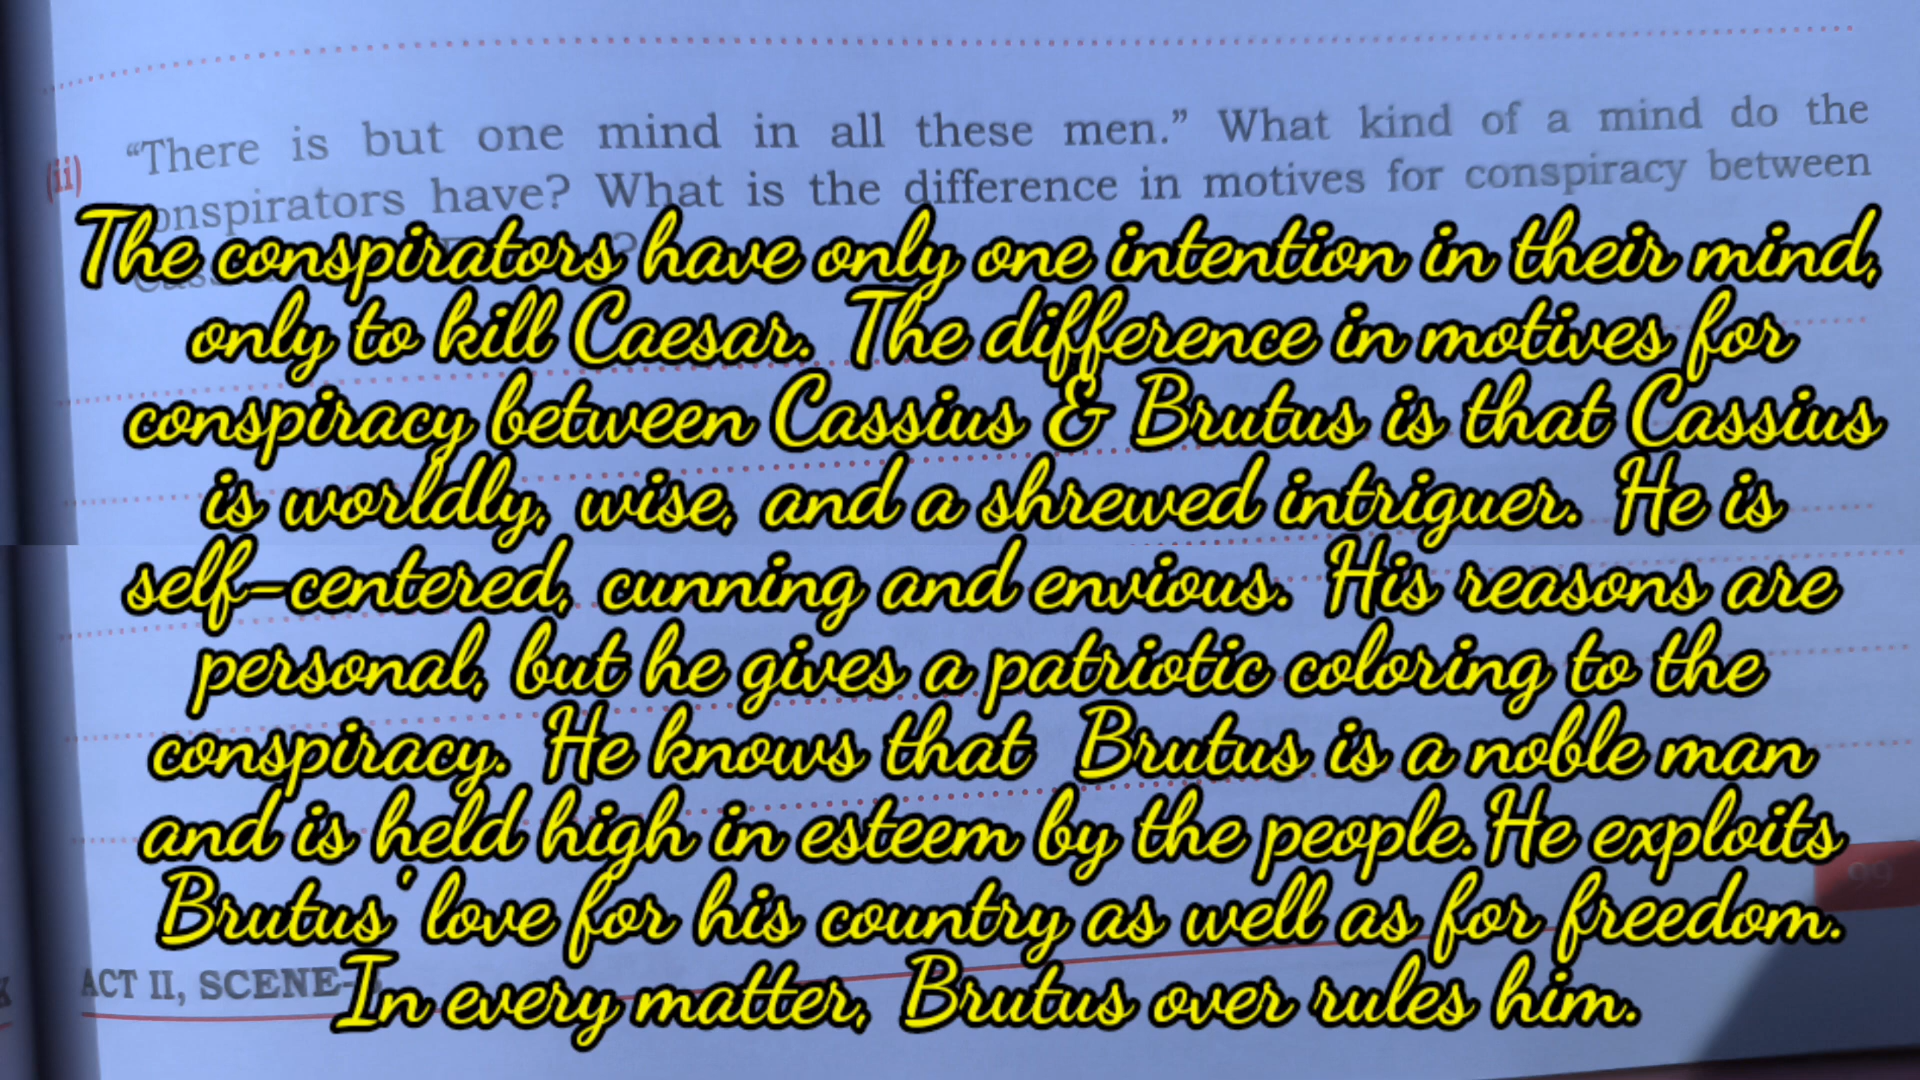 (ii) "There is but one mind in all these men." What kind of a mind do the
onspirators have? What is the difference in motives for conspiracy between
The conspirators have only one intention in their mind,
only to kill Caesar. The difference in motives for
conspiracy between Cassius & Brutus is that Cassius
is worldly, wise, and a shrewed intriguer. He is
self-centered, cunning and envious. His reasons are
personal, but he gives a patriotic coloring to the
conspiracy. He knows that Brutus is a noble man
and is held high in esteem by the people. He exploits
99
Brutus' love for his country as well as for freedom.
ACT II, SCENE-
In every matter, Brutus over rules him.